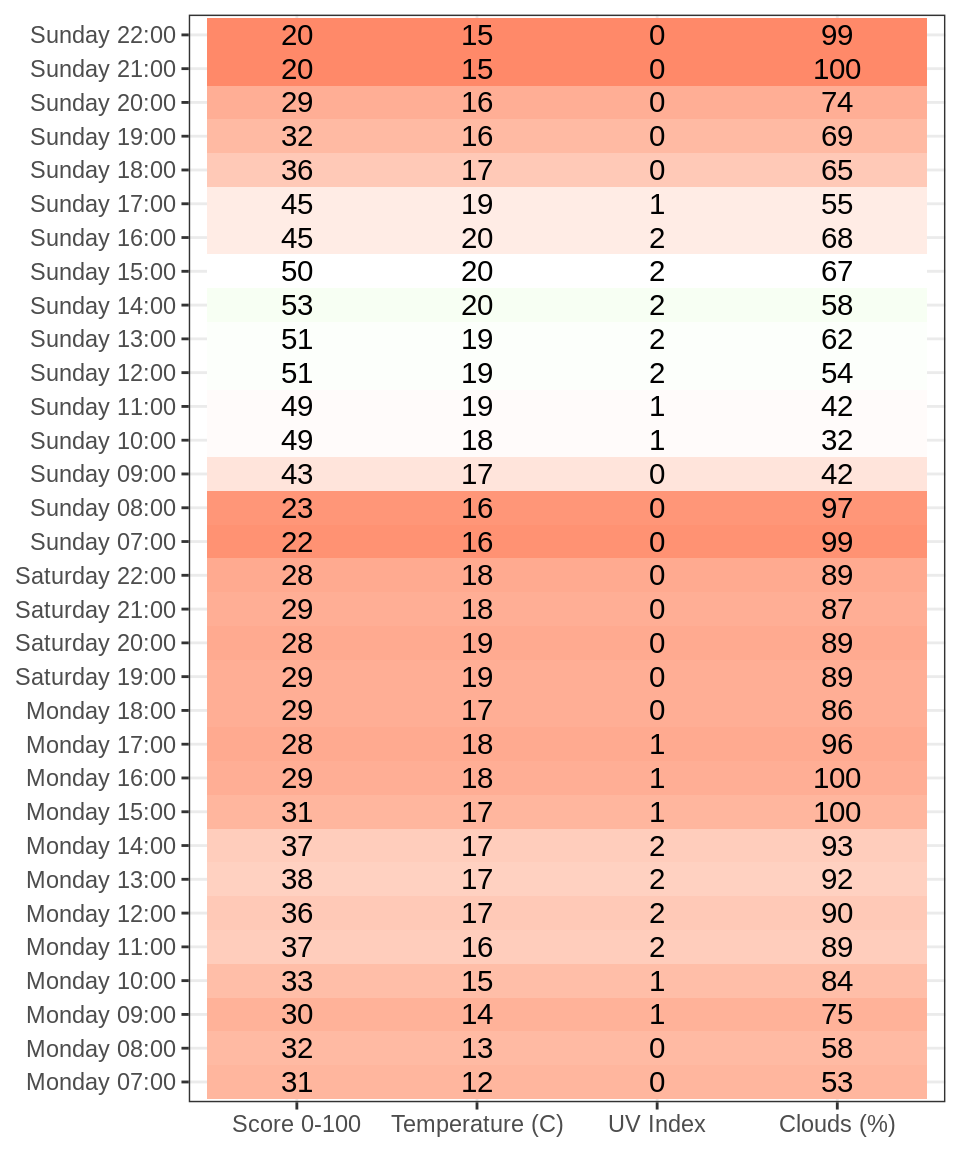 Sunday 22:00 20 15 0 99
Sunday 21:00 20 15 0 100
Sunday 20:00 29 16 0 74
Sunday 19:00 32 16 0 69
Sunday 18:00 36 17 0 65
Sunday 17:00 45 19 1 55
Sunday 16:00 45 20 2 68
Sunday 15:00 50 20 2 67
Sunday 14:00 53 20 2 58
Sunday 13:00 51 19 2 62
Sunday 12:00 51 19 2 54
Sunday 11:00 49 19 1 42
Sunday 10:00 49 18 1 32
Sunday 09:00 43 17 0 42
Sunday 08:00 23 16 0 97
Sunday 07:00 22 16 0 99
Saturday 22:00 28 18 0 89
Saturday 21:00 29 18 0 87
Saturday 20:00 28 19 0 89
Saturday 19:00 29 19 0 89
Monday 18:00 29 17 0 86
Monday 17:00 28 18 1 96
Monday 16:00 29 18 1 100
Monday 15:00 31 17 1 100
Monday 14:00 37 17 2 93
Monday 13:00 38 17 2 92
Monday 12:00 36 17 2 90
Monday 11:00 37 16 2 89
Monday 10:00 33 15 1 84
Monday 09:00 30 14 1 75
Monday 08:00 32 13 0 58
Monday 07:00 31 12 0 53
Score 0-100 Temperature (C) UV Index Clouds (%)